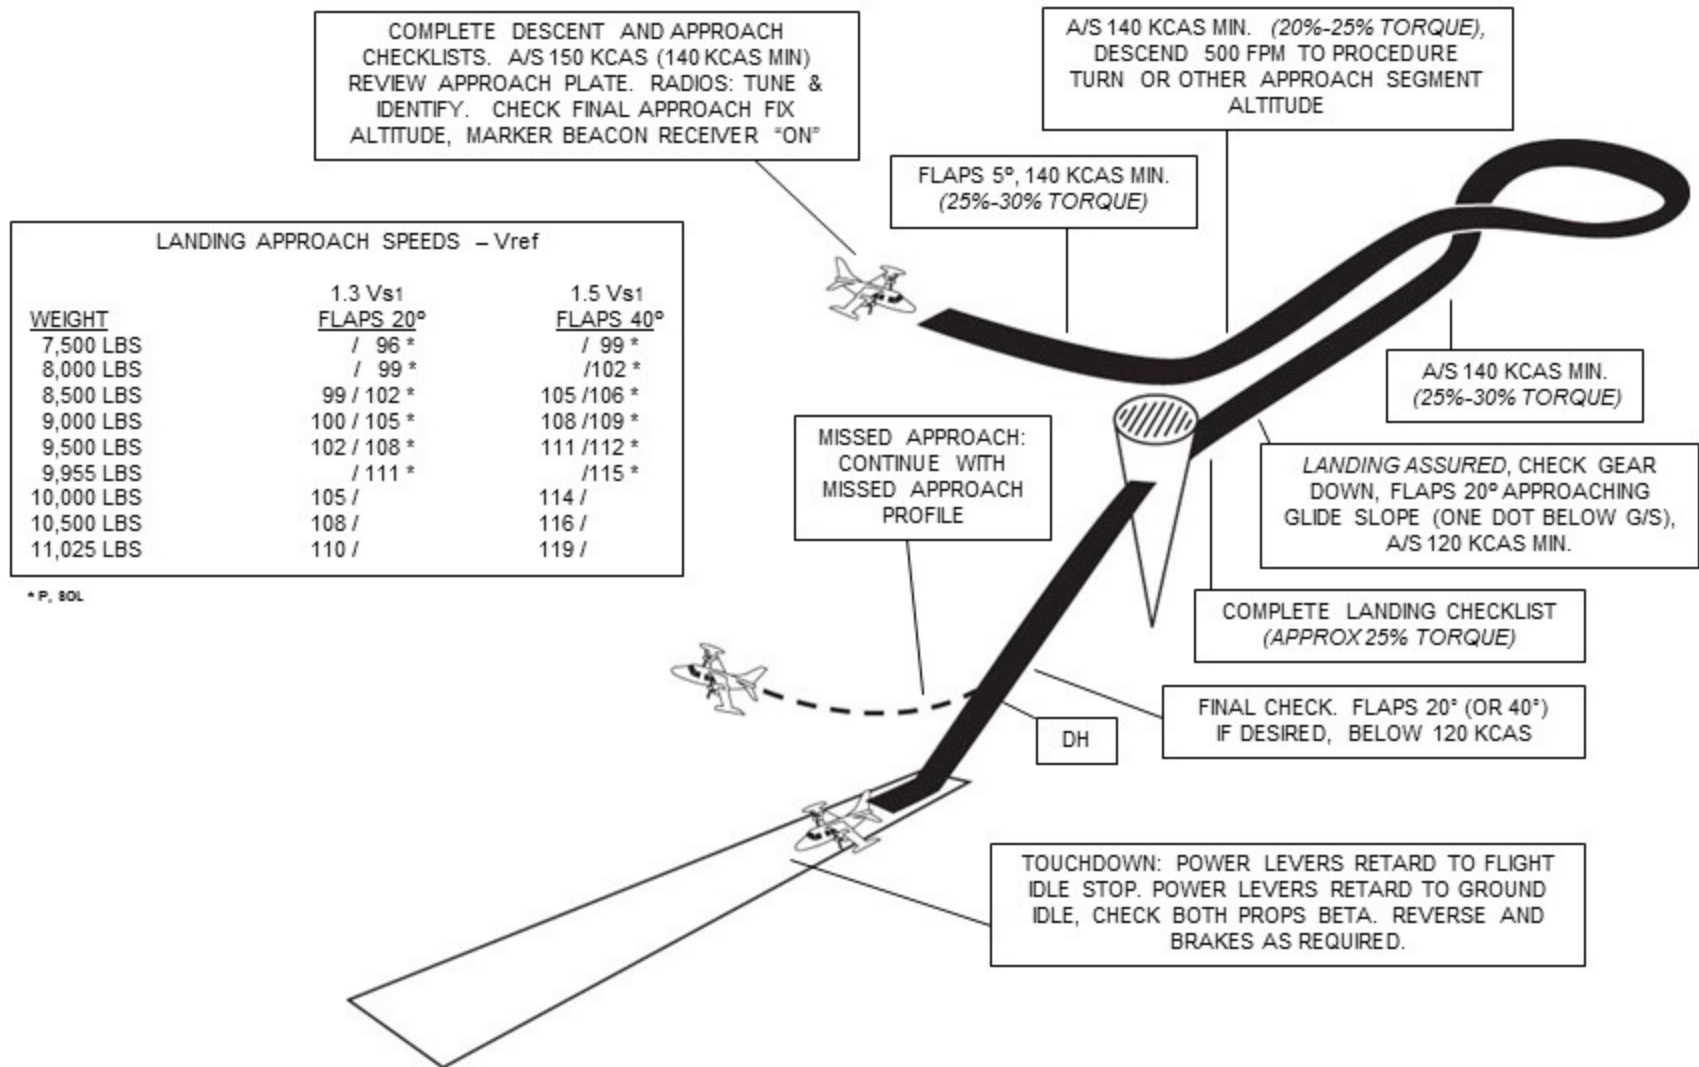 COMPLETE DESCENT AND APPROACH
CHECKLISTS. A/S 150 KCAS (140 KCAS MIN)
REVIEW APPROACH PLATE. RADIOS: TUNE &
IDENTIFY. CHECK FINAL APPROACH FIX
ALTITUDE, MARKER BEACON RECEIVER "ON"
A/S 140 KCAS MIN. (20%-25% TORQUE),
DESCEND 500 FPM TO PROCEDURE
TURN OR OTHER APPROACH SEGMENT
ALTITUDE
FLAPS 5º, 140 KCAS MIN.
(25%-30% TORQUE)
LANDING APPROACH SPEEDS – Vref
1.3 Vs1 1.5 Vs1
WEIGHT FLAPS 20º FLAPS 40º
7,500 LBS / 96 * / 99 *
8,000 LBS / 99 * /102 *
8,500 LBS 99 / 102 * 105 /106 *
9,000 LBS 100 / 105 * 108 /109 *
9,500 LBS 102 / 108 * 111 /112 *
9,955 LBS / 111 * /115 *
10,000 LBS 105 / 114 /
10,500 LBS 108 / 116 /
11,025 LBS 110 / 119 /
* P, SOL
A/S 140 KCAS MIN.
(25%-30% TORQUE)
MISSED APPROACH:
CONTINUE WITH
MISSED APPROACH
PROFILE
LANDING ASSURED, CHECK GEAR
DOWN, FLAPS 20º APPROACHING
GLIDE SLOPE (ONE DOT BELOW G/S),
A/S 120 KCAS MIN.
COMPLETE LANDING CHECKLIST
(APPROX 25% TORQUE)
FINAL CHECK. FLAPS 20° (OR 40°)
IF DESIRED, BELOW 120 KCAS
DH
TOUCHDOWN: POWER LEVERS RETARD TO FLIGHT
IDLE STOP. POWER LEVERS RETARD TO GROUND
IDLE, CHECK BOTH PROPS BETA. REVERSE AND
BRAKES AS REQUIRED.